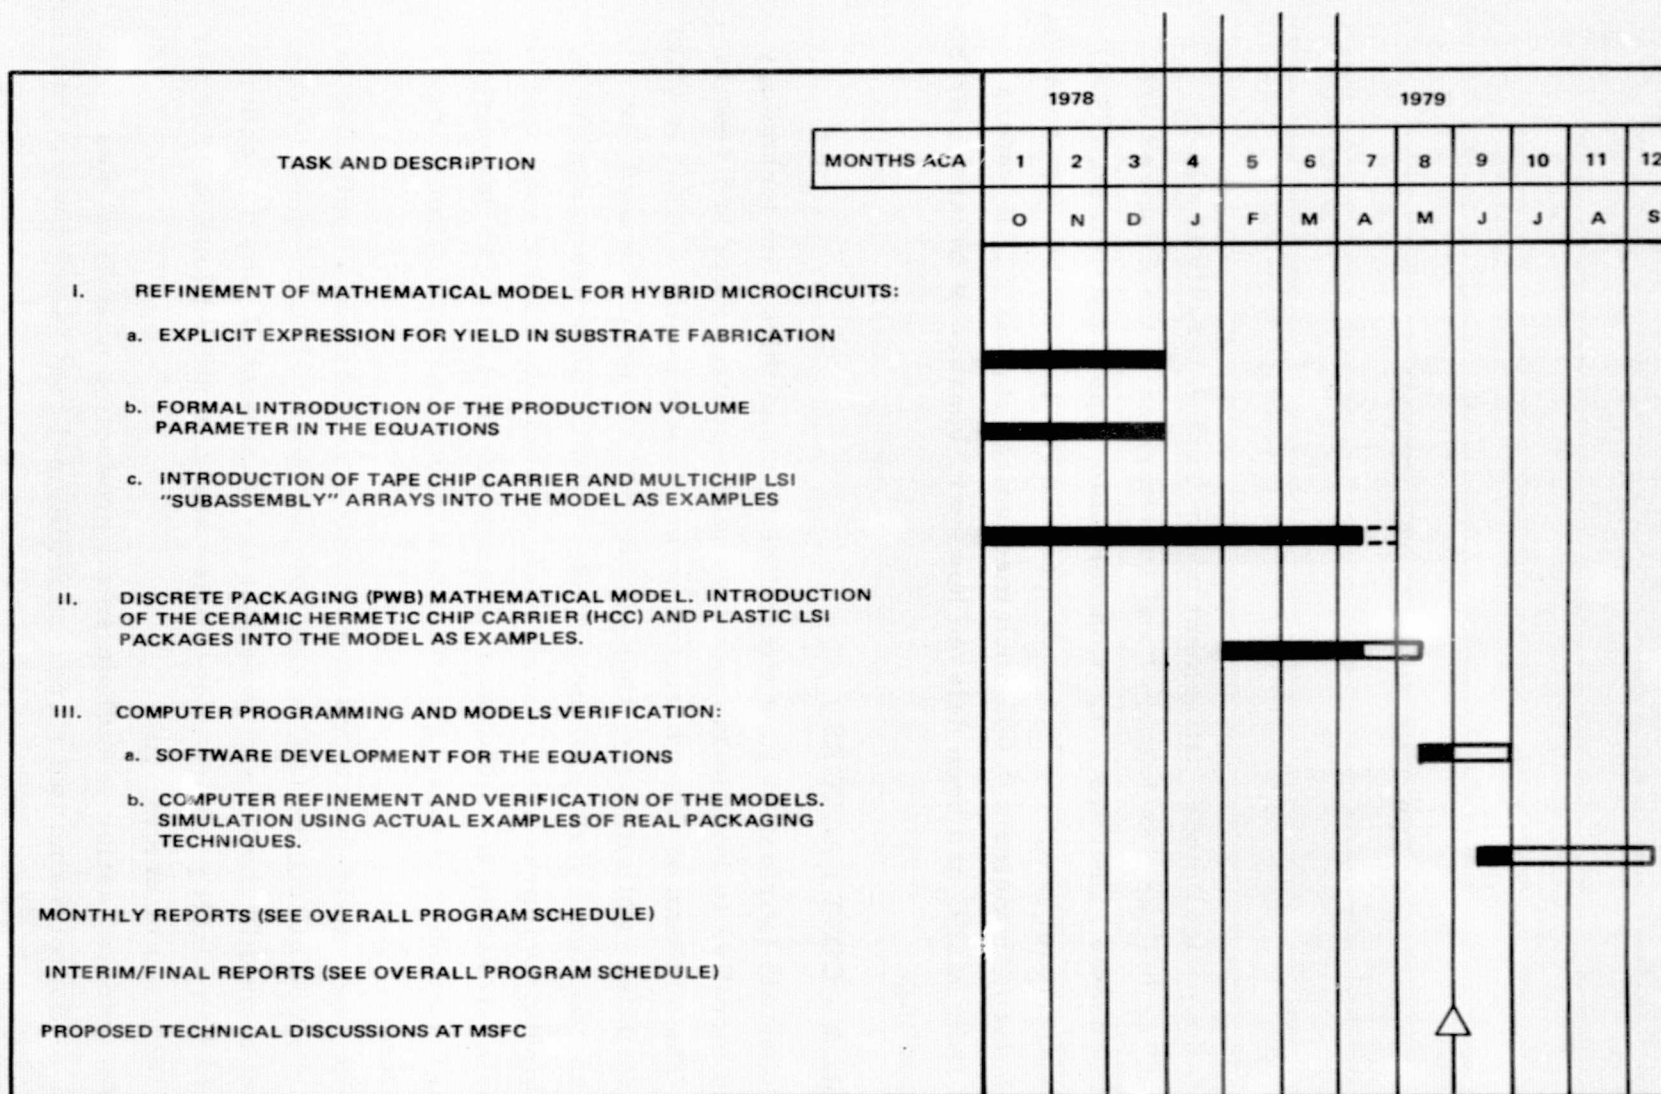 1978 1979
TASK AND DESCRIPTION MONTHS ACA 1 2 3 4 5 6 7 8 9 10 11 12
O N D J F M A M J J A S
I. REFINEMENT OF MATHEMATICAL MODEL FOR HYBRID MICROCIRCUITS:
a. EXPLICIT EXPRESSION FOR YIELD IN SUBSTRATE FABRICATION
b. FORMAL INTRODUCTION OF THE PRODUCTION VOLUME
PARAMETER IN THE EQUATIONS
c. INTRODUCTION OF TAPE CHIP CARRIER AND MULTICHIP LSI
"SUBASSEMBLY" ARRAYS INTO THE MODEL AS EXAMPLES
II. DISCRETE PACKAGING (PWB) MATHEMATICAL MODEL. INTRODUCTION
OF THE CERAMIC HERMETIC CHIP CARRIER (HCC) AND PLASTIC LSI
PACKAGES INTO THE MODEL AS EXAMPLES.
III. COMPUTER PROGRAMMING AND MODELS VERIFICATION:
a. SOFTWARE DEVELOPMENT FOR THE EQUATIONS
b. COMPUTER REFINEMENT AND VERIFICATION OF THE MODELS.
SIMULATION USING ACTUAL EXAMPLES OF REAL PACKAGING
TECHNIQUES.
MONTHLY REPORTS (SEE OVERALL PROGRAM SCHEDULE)
INTERIM/FINAL REPORTS (SEE OVERALL PROGRAM SCHEDULE)
PROPOSED TECHNICAL DISCUSSIONS AT MSFC